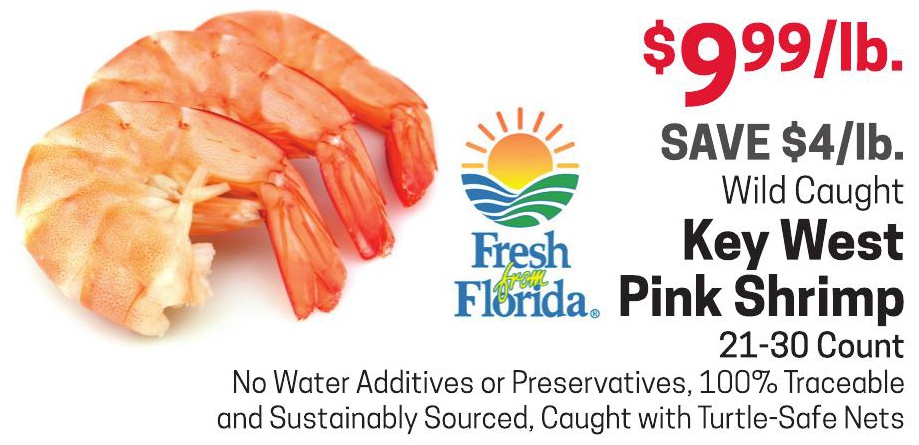 $9.99/lb.
SAVE $4/lb.
Wild Caught
Key West
Pink Shrimp
21-30 Count
Fresh
from
Florida®
No Water Additives or Preservatives, 100% Traceable
and Sustainably Sourced, Caught with Turtle-Safe Nets